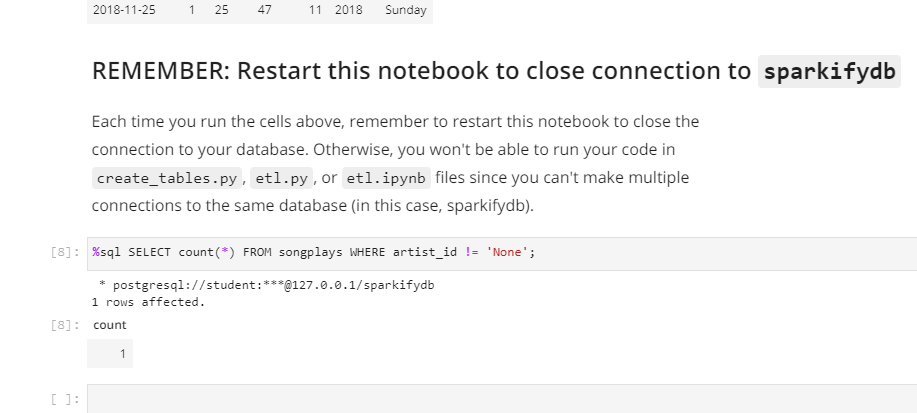 2018-11-25 1 25 47 11 2018 Sunday
REMEMBER: Restart this notebook to close connection to sparkifydb
Each time you run the cells above, remember to restart this notebook to close the
connection to your database. Otherwise, you won't be able to run your code in
create_tables.py, etl.py, or etl.ipynb files since you can't make multiple
connections to the same database (in this case, sparkifydb).
[8]: %sql SELECT count(*) FROM songplays WHERE artist_id != 'None';
* postgresql://student:***@127.0.0.1/sparkifydb
1 rows affected.
[8]: count
1
[ ]: